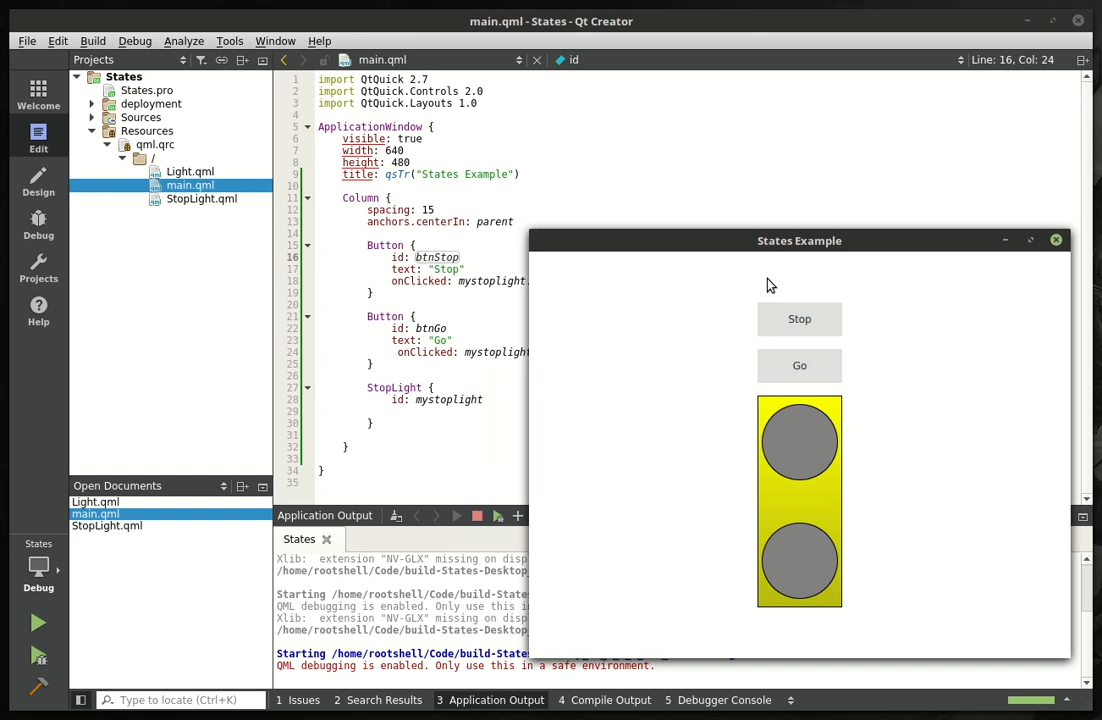 main.qml - States - Qt Creator
File Edit Build Debug Analyze Tools Window Help
Projects
main.qml
id
Line: 16, Col: 24
Welcome
Edit
Design
Debug
Projects
Help
States
States.pro
deployment
Sources
Resources
qml.qrc
/
Light.qml
main.qml
StopLight.qml
1 import QtQuick 2.7
2 import QtQuick.Controls 2.0
3 import QtQuick.Layouts 1.0
4
5 ApplicationWindow {
6 visible: true
7 width: 640
8 height: 480
9 title: qsTr("States Example")
10
11 Column {
12 spacing: 15
13 anchors.centerIn: parent
14
15 Button {
16 id: btnStop
17 text: "Stop"
18 onClicked: mystoplight.
19 }
20
21 Button {
22 id: btnGo
23 text: "Go"
24 onClicked: mystoplight
25 }
26
27 StopLight {
28 id: mystoplight
29
30 }
31
32 }
33
34 }
35
States Example
Stop
Go
Open Documents
Light.qml
main.qml
StopLight.qml
States
Debug
Application Output
States
Xlib: extension "NV-GLX" missing on disp
/home/rootshell/Code/build-States-Desktop
Starting /home/rootshell/Code/build-States
QML debugging is enabled. Only use this in
Xlib: extension "NV-GLX" missing on disp
/home/rootshell/Code/build-States-Desktop
Starting /home/rootshell/Code/build-States
QML debugging is enabled. Only use this in a safe environment.
Type to locate (Ctrl+K)
1 Issues
2 Search Results
3 Application Output
4 Compile Output
5 Debugger Console